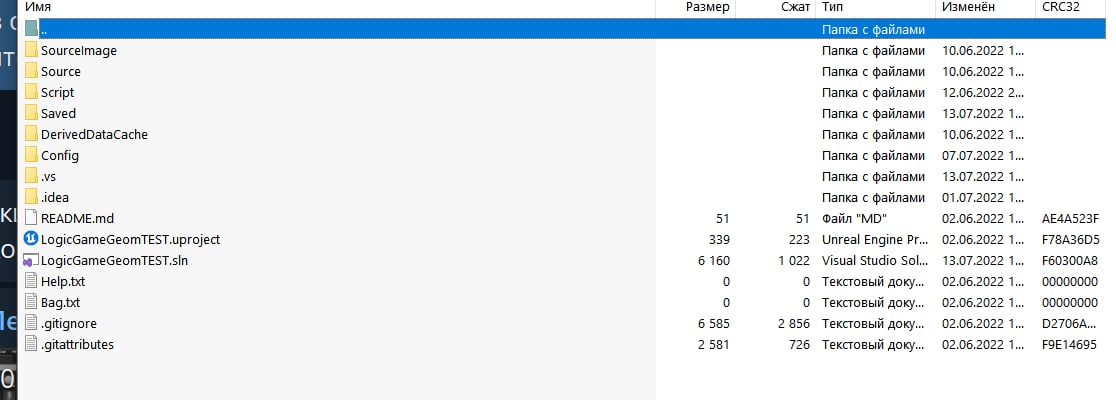 Имя Размер Сжат Тип Изменён CRC32
.. Папка с файлами
SourceImage Папка с файлами 10.06.2022 1...
Source Папка с файлами 10.06.2022 1...
Script Папка с файлами 12.06.2022 2...
Saved Папка с файлами 13.07.2022 1...
DerivedDataCache Папка с файлами 10.06.2022 1...
Config Папка с файлами 07.07.2022 1...
.vs Папка с файлами 13.07.2022 1...
.idea Папка с файлами 01.07.2022 1...
README.md 51 51 Файл "MD" 02.06.2022 1... AE4A523F
LogicGameGeomTEST.uproject 339 223 Unreal Engine Pr... 02.06.2022 1... F78A36D5
LogicGameGeomTEST.sln 6 160 1 022 Visual Studio Sol... 13.07.2022 1... F60300A8
Help.txt 0 0 Текстовый доку... 02.06.2022 1... 00000000
Bag.txt 0 0 Текстовый доку... 02.06.2022 1... 00000000
.gitignore 6 585 2 856 Текстовый доку... 02.06.2022 1... D2706A...
.gitattributes 2 581 726 Текстовый доку... 02.06.2022 1... F9E14695